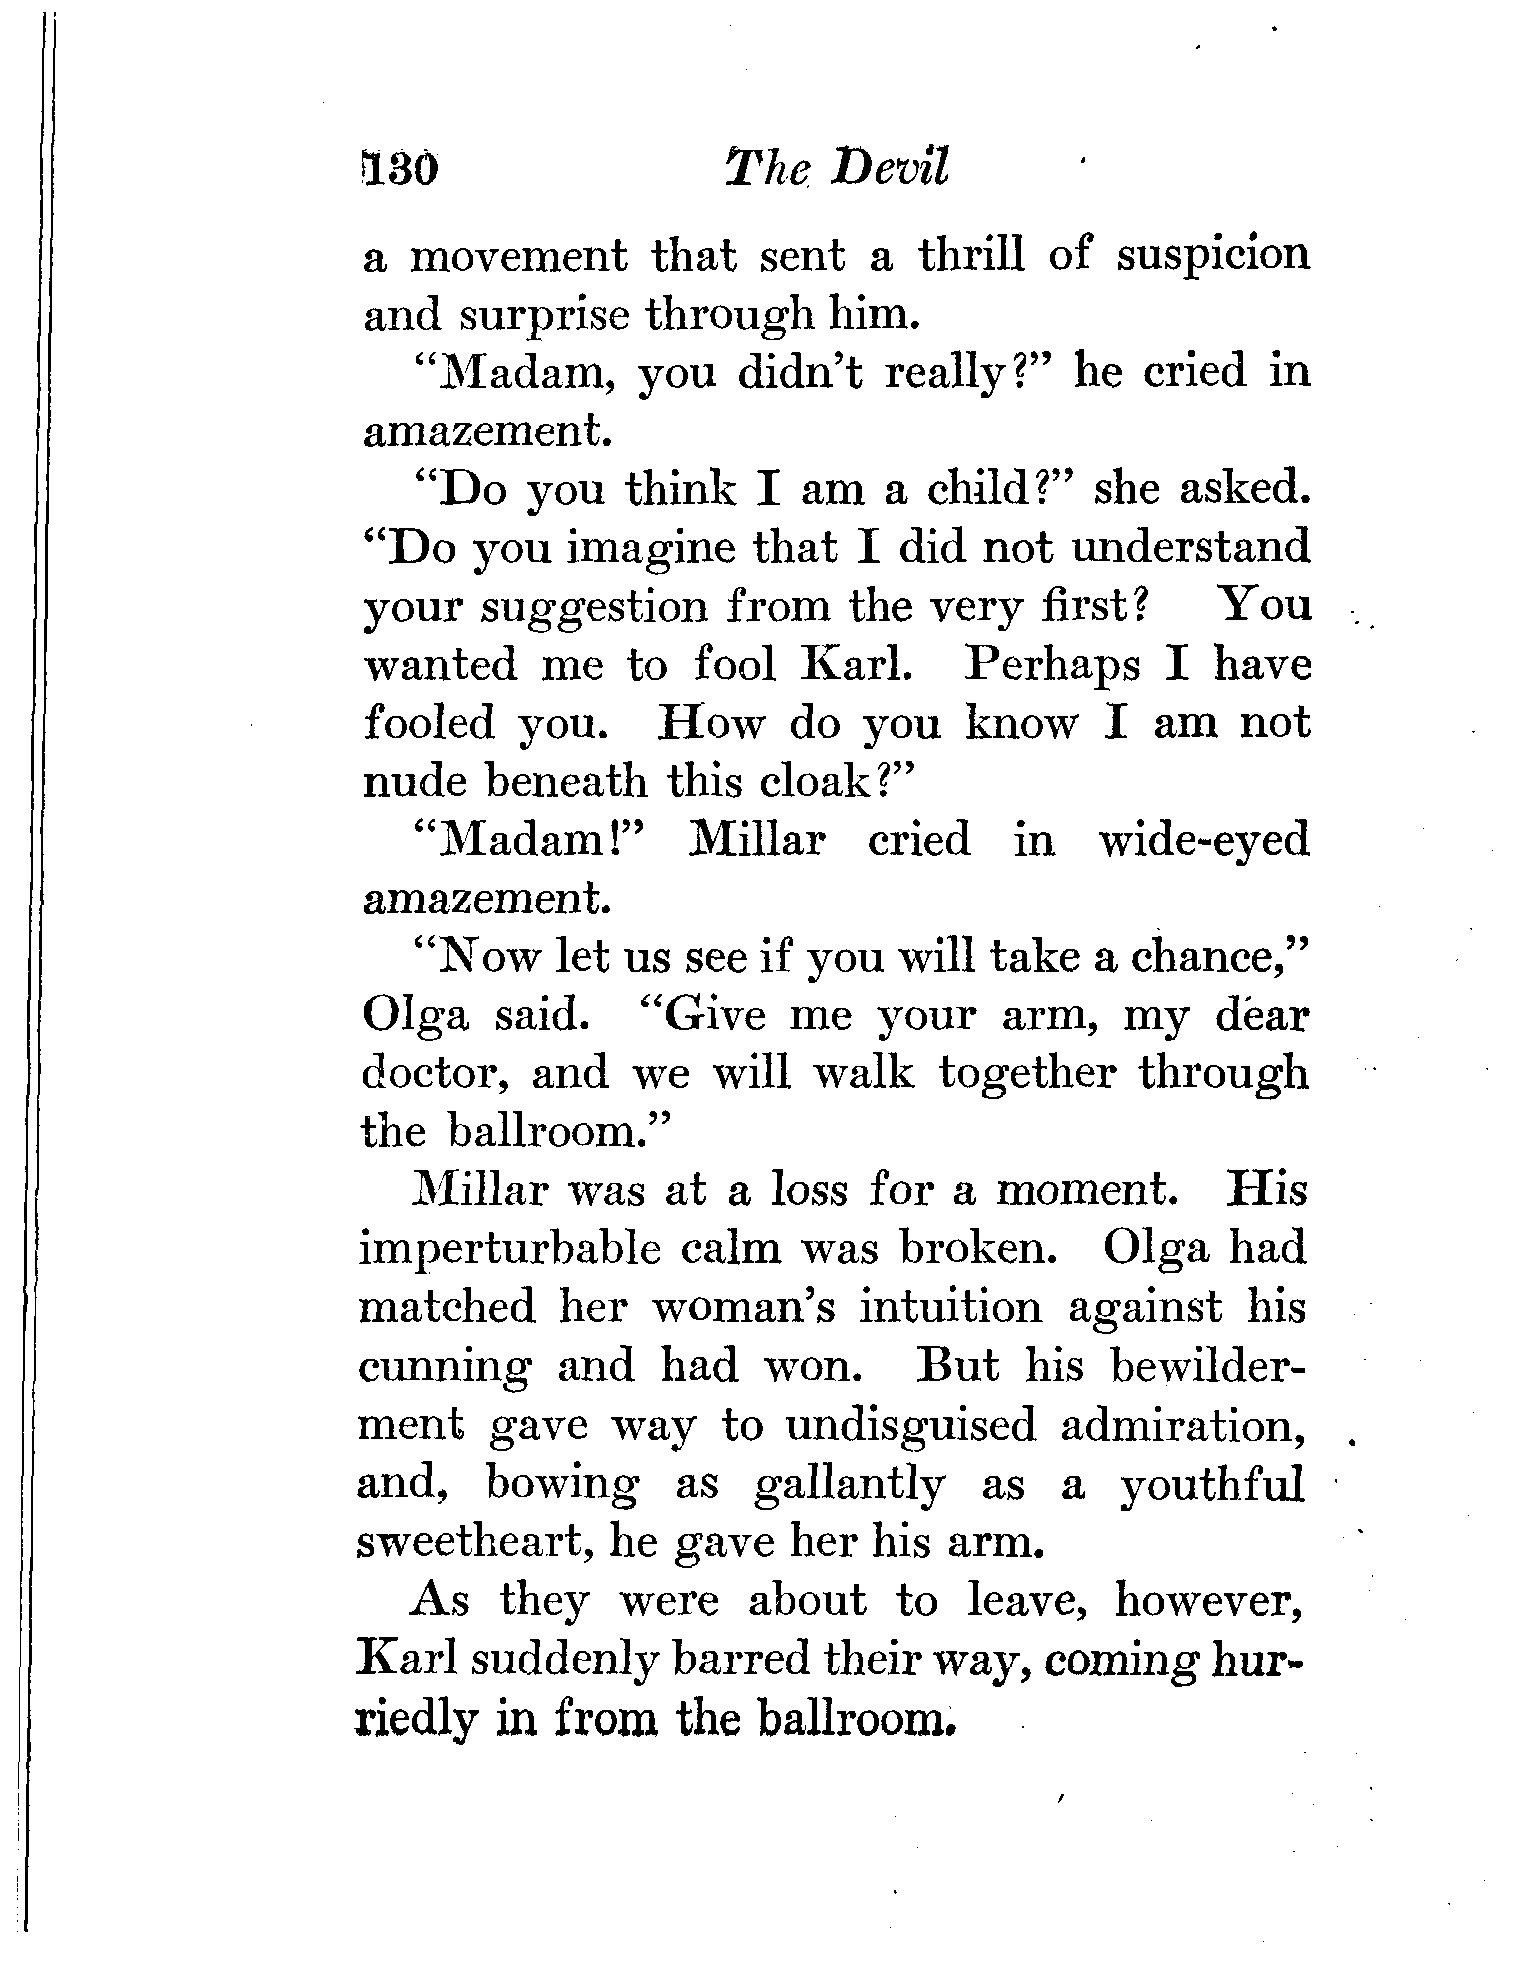 130 The Devil
a movement that sent a thrill of suspicion
and surprise through him.
“Madam, you didn’t really?” he cried in
amazement.
“Do you think I am a child?” she asked.
“Do you imagine that I did not understand
your suggestion from the very first? You
wanted me to fool Karl. Perhaps I have
fooled you. How do you know I am not
nude beneath this cloak?”
“Madam!” Millar cried in wide-eyed
amazement.
“Now let us see if you will take a chance,”
Olga said. “Give me your arm, my dear
doctor, and we will walk together through
the ballroom.”
Millar was at a loss for a moment. His
imperturbable calm was broken. Olga had
matched her woman’s intuition against his
cunning and had won. But his bewilder-
ment gave way to undisguised admiration,
and, bowing as gallantly as a youthful
sweetheart, he gave her his arm.
As they were about to leave, however,
Karl suddenly barred their way, coming hur-
riedly in from the ballroom.